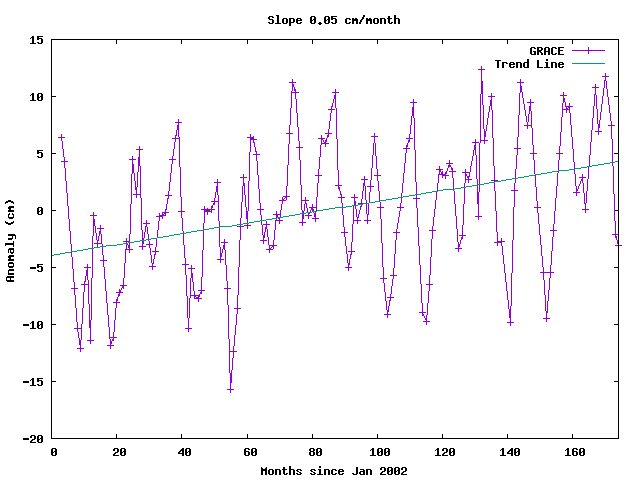 Slope 0.05 cm/month
15
GRACE
Trend Line
10
5
0
-5
-10
-15
-20
Anomaly (cm)
0 20 40 60 80 100 120 140 160
Months since Jan 2002